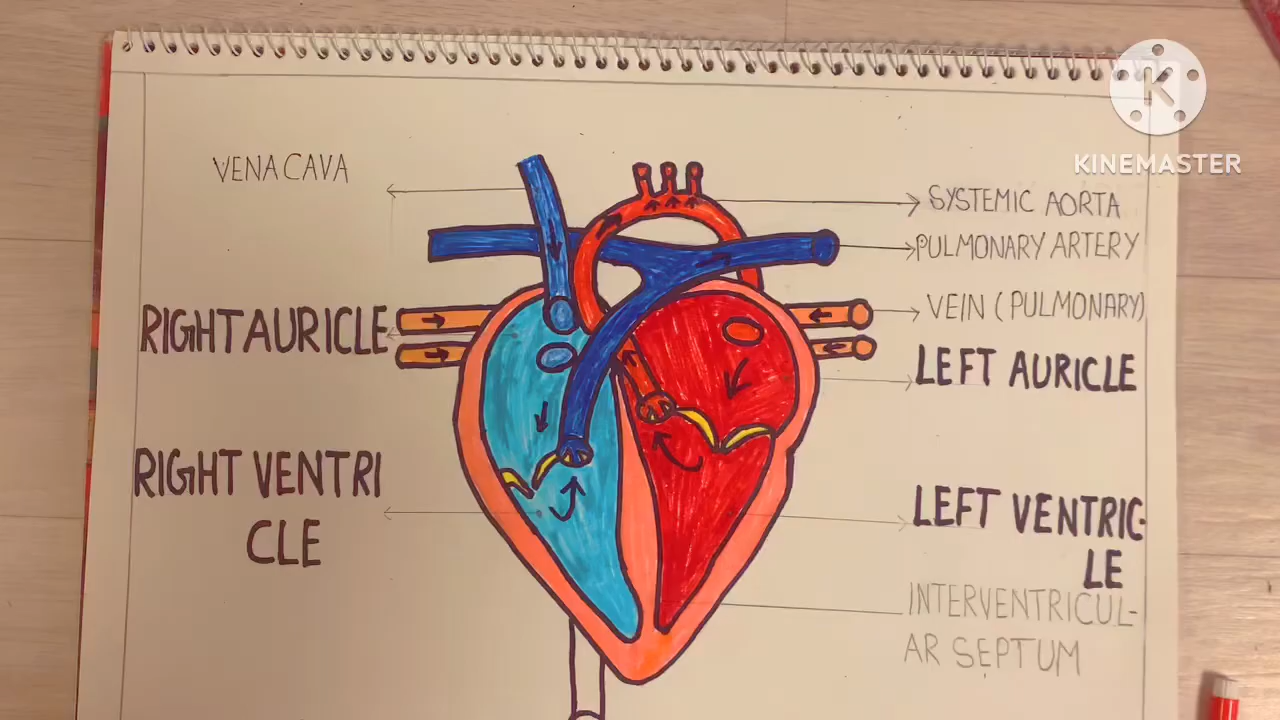 KINEMASTER
VENA CAVA
RIGHT AURICLE
RIGHT VENTRI
CLE
SYSTEMIC AORTA
PULMONARY ARTERY
VEIN (PULMONARY)
LEFT AURICLE
LEFT VENTRIC-
LE
INTERVENTRICUL-
AR SEPTUM